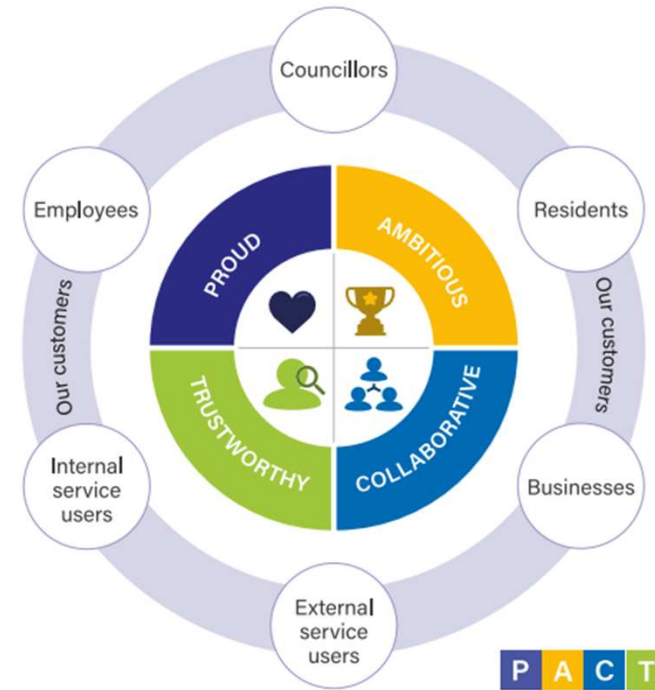 Councillors
Employees
Residents
PROUD
AMBITIOUS
Our customers
Our customers
TRUSTWORTHY
COLLABORATIVE
Internal
service
users
Businesses
External
service
users
P A C T